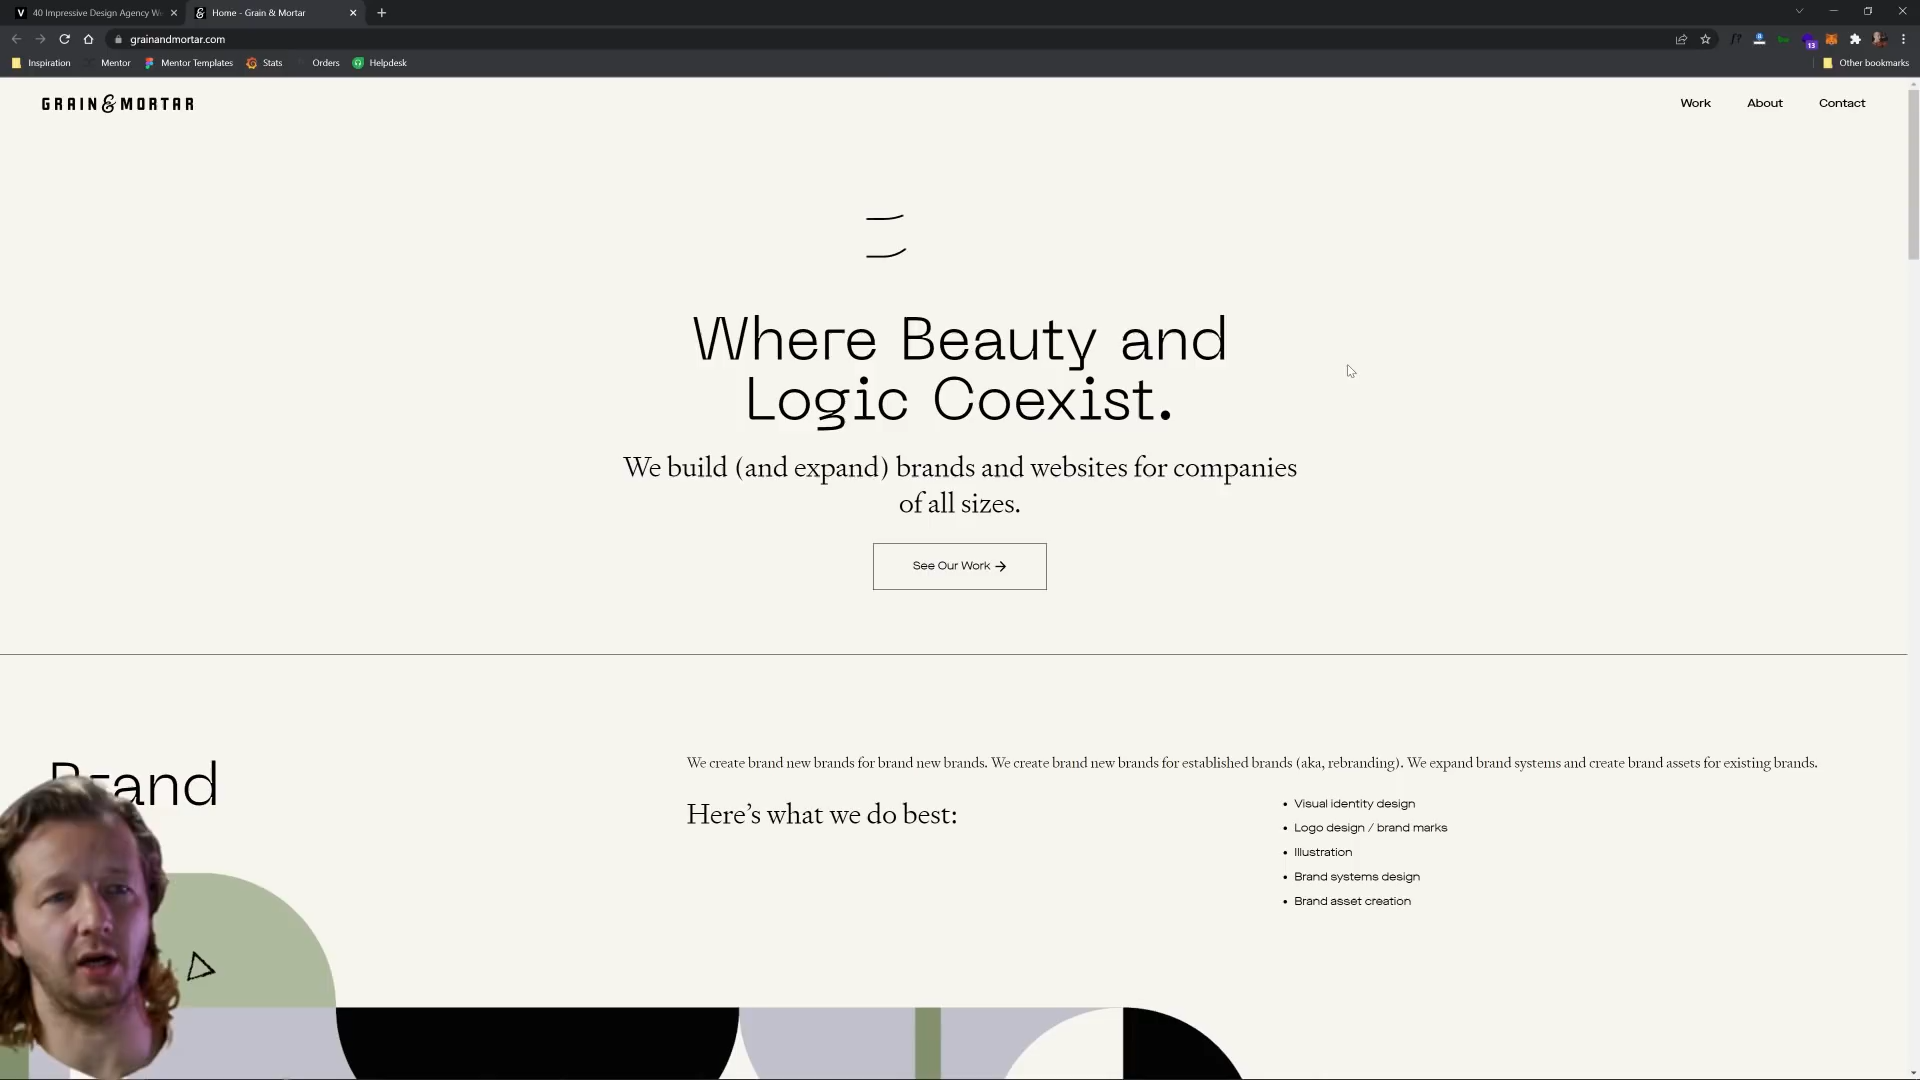 40 Impressive Design Agency W
Home - Grain & Mortar
grainandmortar.com
13
Inspiration
Mentor
Mentor Templates
Stats
Orders
Helpdesk
Other bookmarks
GRAIN & MORTAR
Work
About
Contact
Where Beauty and
Logic Coexist.
We build (and expand) brands and websites for companies
of all sizes.
See Our Work →
Brand
We create brand new brands for brand new brands. We create brand new brands for established brands (aka, rebranding). We expand brand systems and create brand assets for existing brands.
Here’s what we do best:
• Visual identity design
• Logo design / brand marks
• Illustration
• Brand systems design
• Brand asset creation